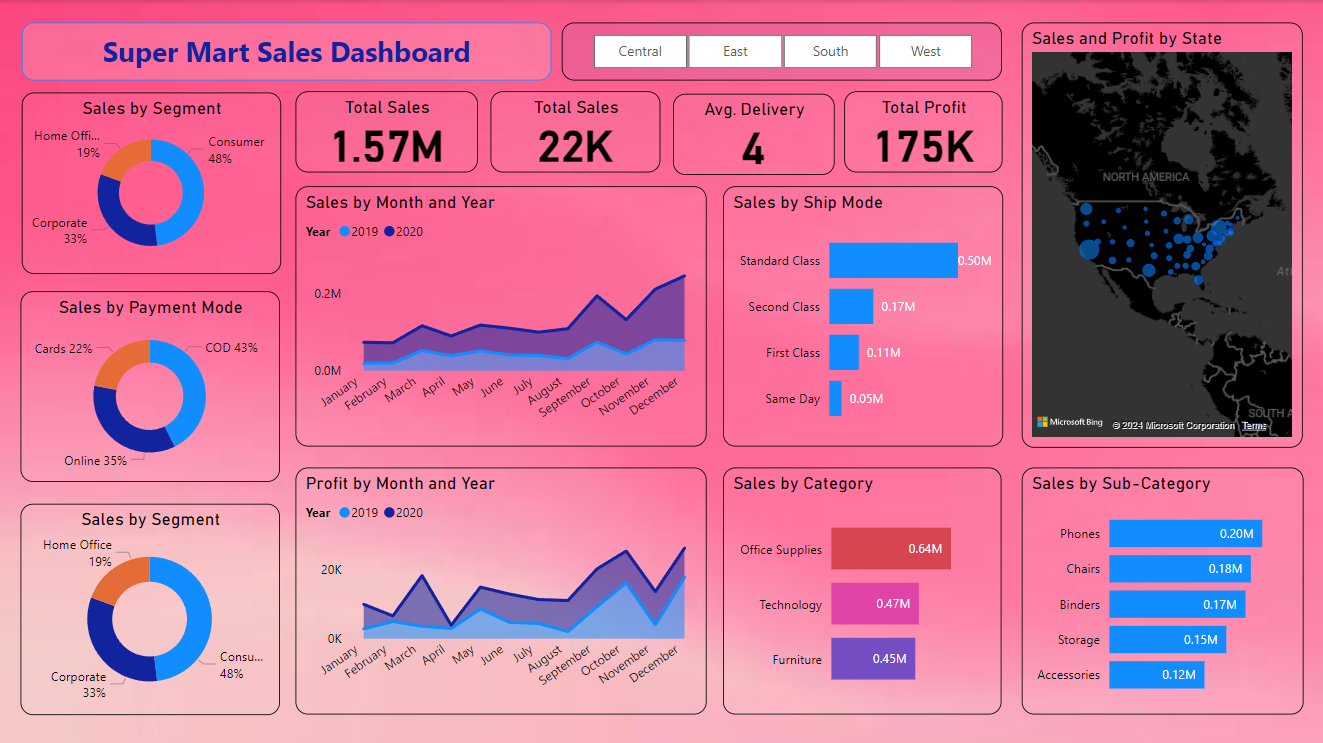 Super Mart Sales Dashboard
Central
East
South
West
Sales by Segment
Home Offi...
19%
Consumer
48%
Corporate
33%
Total Sales
1.57M
Total Sales
22K
Avg. Delivery
4
Total Profit
175K
Sales and Profit by State
NORTH AMERICA
Atl
SOUTH A
Microsoft Bing
© 2024 Microsoft Corporation
Terms
Sales by Month and Year
Year
2019
2020
0.2M
0.0M
January
February
March
April
May
June
July
August
September
October
November
December
Sales by Ship Mode
Standard Class
0.50M
Second Class
0.17M
First Class
0.11M
Same Day
0.05M
Sales by Payment Mode
Cards 22%
COD 43%
Online 35%
Sales by Segment
Home Office
19%
Consu...
48%
Corporate
33%
Profit by Month and Year
Year
2019
2020
20K
0K
January
February
March
April
May
June
July
August
September
October
November
December
Sales by Category
Office Supplies
0.64M
Technology
0.47M
Furniture
0.45M
Sales by Sub-Category
Phones
0.20M
Chairs
0.18M
Binders
0.17M
Storage
0.15M
Accessories
0.12M